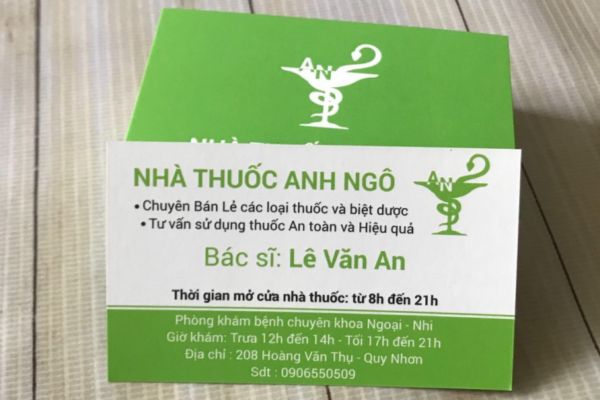 AN
NHÀ THUỐC
NHÀ THUỐC ANH NGÔ
AN
• Chuyên Bán Lẻ các loại thuốc và biệt dược
• Tư vấn sử dụng thuốc An toàn và Hiệu quả
Bác sĩ: Lê Văn An
Thời gian mở cửa nhà thuốc: từ 8h đến 21h
Phòng khám bệnh chuyên khoa Ngoại - Nhi
Giờ khám: Trưa 12h đến 14h - Tối 17h đến 21h
Địa chỉ : 208 Hoàng Văn Thụ - Quy Nhơn
Sdt : 0906550509